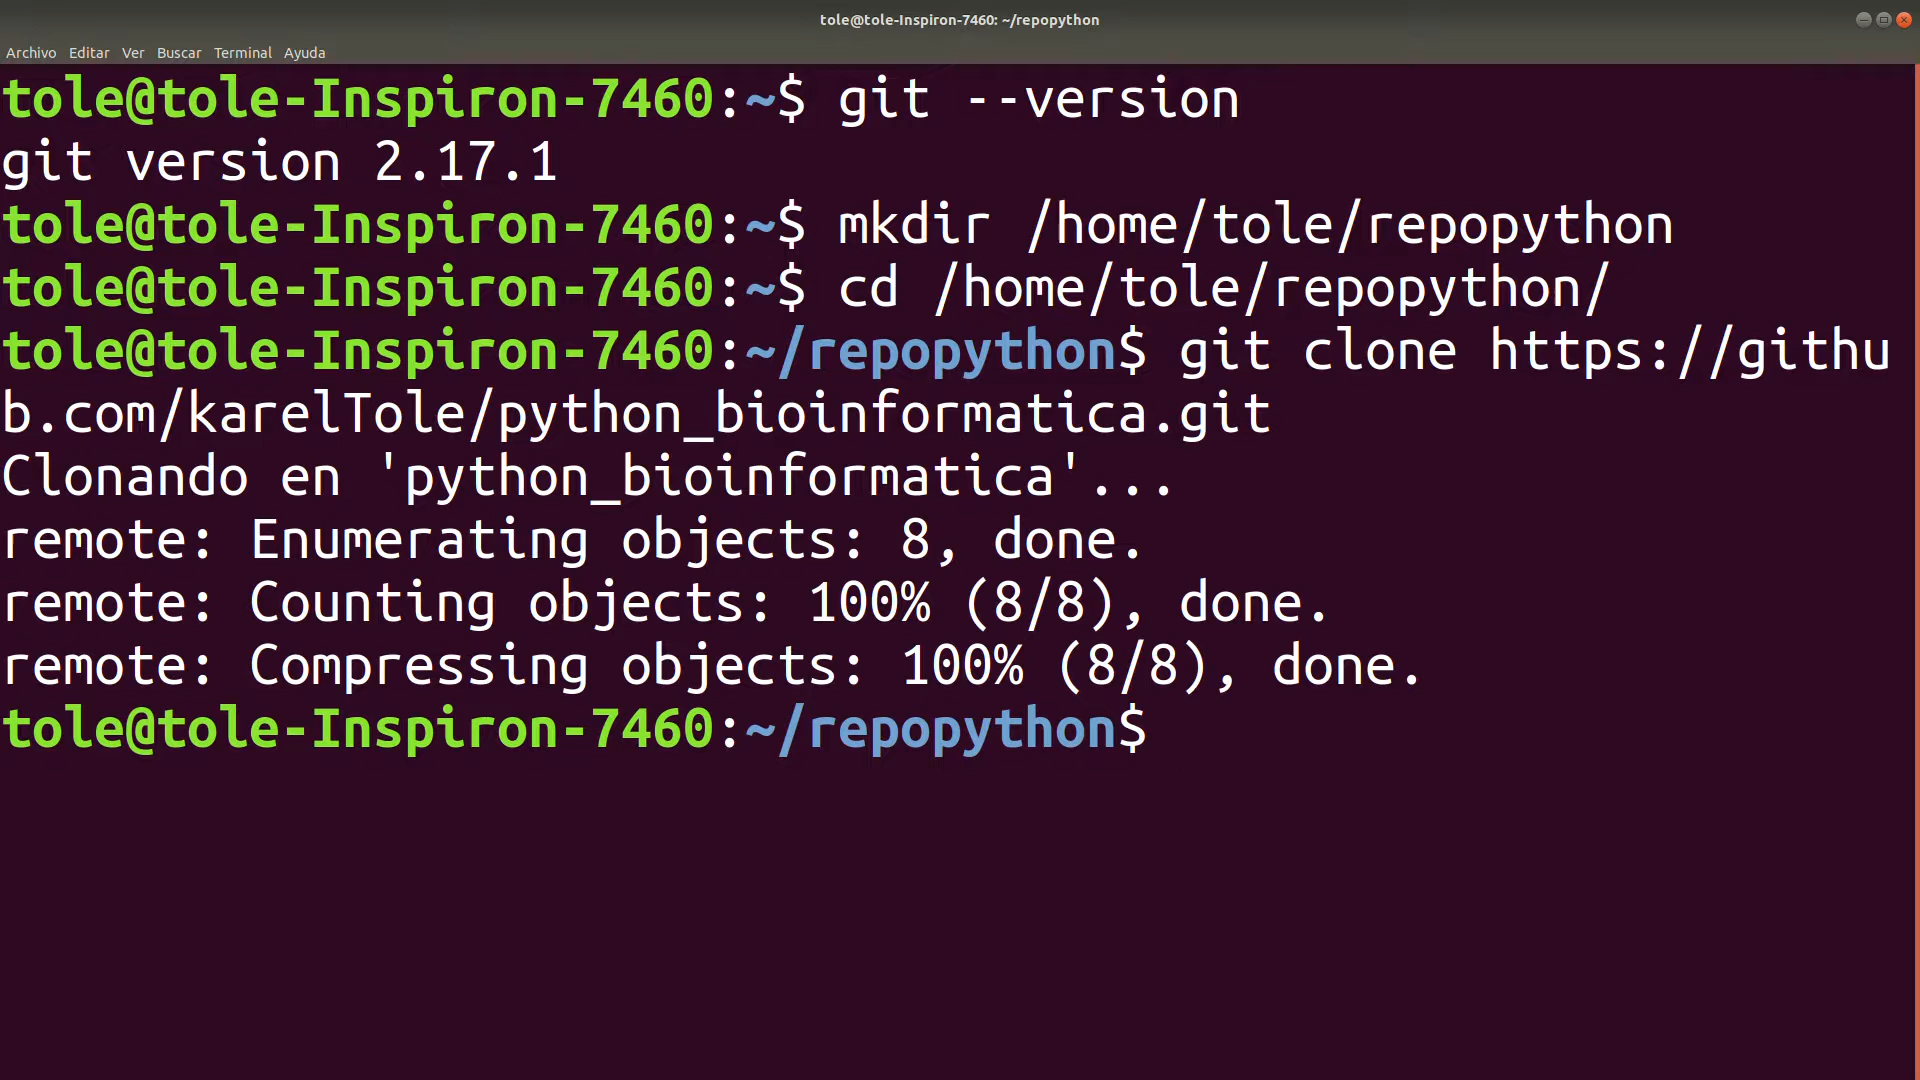 tole@tole-Inspiron-7460: ~/repopython
Archivo Editar Ver Buscar Terminal Ayuda
tole@tole-Inspiron-7460:~$ git --version
git version 2.17.1
tole@tole-Inspiron-7460:~$ mkdir /home/tole/repopython
tole@tole-Inspiron-7460:~$ cd /home/tole/repopython/
tole@tole-Inspiron-7460:~/repopython$ git clone https://githu
b.com/karelTole/python_bioinformatica.git
Clonando en 'python_bioinformatica'...
remote: Enumerating objects: 8, done.
remote: Counting objects: 100% (8/8), done.
remote: Compressing objects: 100% (8/8), done.
tole@tole-Inspiron-7460:~/repopython$